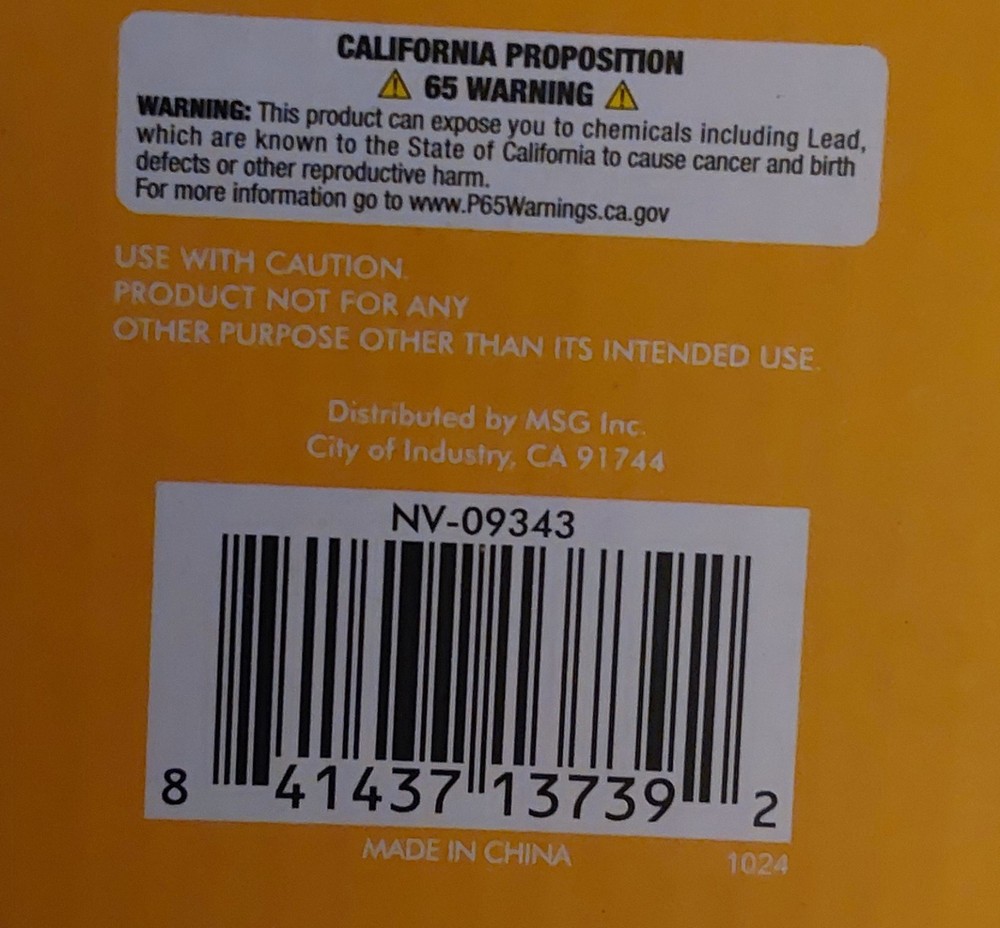 CALIFORNIA PROPOSITION
65 WARNING
WARNING: This product can expose you to chemicals including Lead,
which are known to the State of California to cause cancer and birth
defects or other reproductive harm.
For more information go to www.P65Warnings.ca.gov
USE WITH CAUTION.
PRODUCT NOT FOR ANY
OTHER PURPOSE OTHER THAN ITS INTENDED USE.
Distributed by MSG Inc.
City of Industry, CA 91744
NV-09343
8 41437 13739 2
MADE IN CHINA
1024